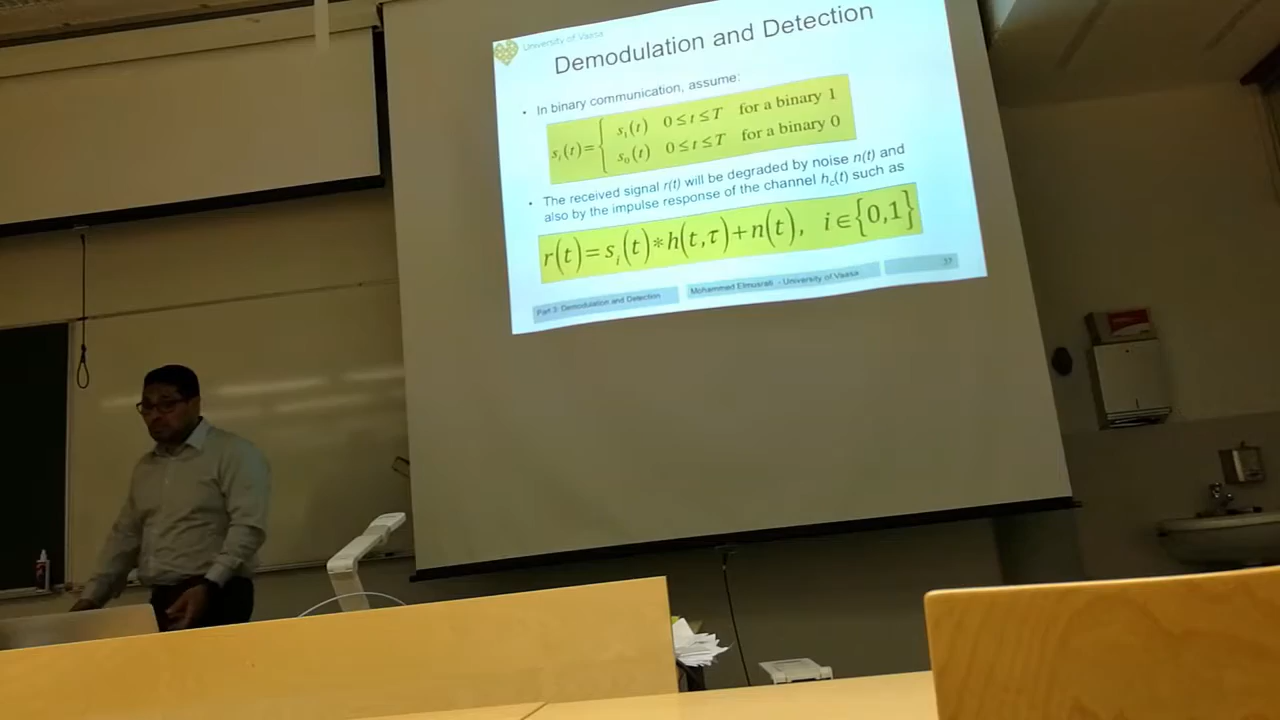 University of Vaasa
Demodulation and Detection
• In binary communication, assume:
s_i(t)= { s_1(t) 0≤t≤T for a binary 1
s_0(t) 0≤t≤T for a binary 0
• The received signal r(t) will be degraded by noise n(t) and
also by the impulse response of the channel h_c(t) such as
r(t)=s_i(t)*h(t,τ)+n(t), i∈{0,1}
Part 3: Demodulation and Detection
Mohammed Elmusrati - University of Vaasa